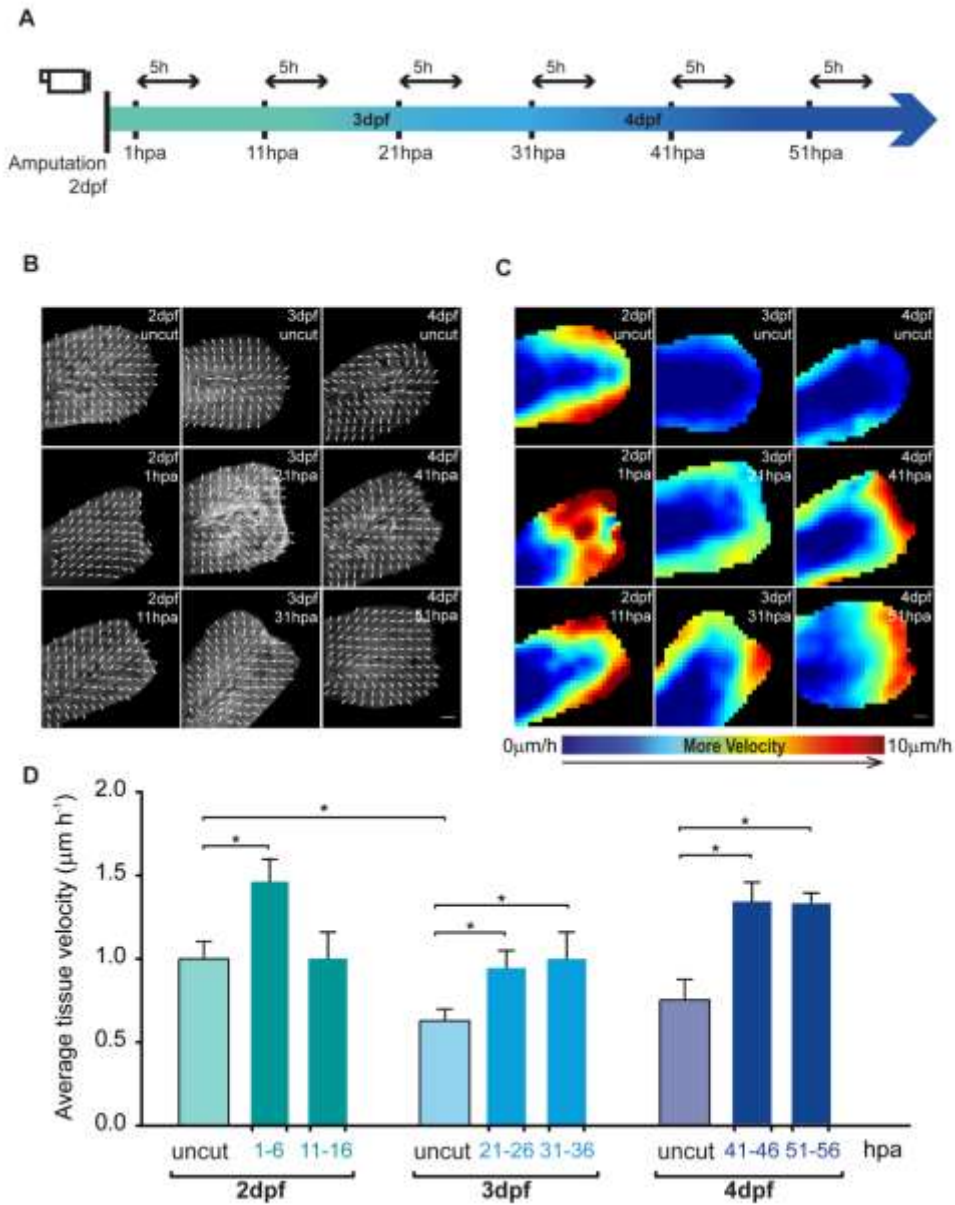 A
5h 5h 5h 5h 5h 5h
3dpf 4dpf
1hpa 11hpa 21hpa 31hpa 41hpa 51hpa
Amputation
2dpf
B
2dpf
uncut
3dpf
uncut
4dpf
uncut
2dpf
1hpa
3dpf
21hpa
4dpf
41hpa
2dpf
11hpa
3dpf
31hpa
4dpf
51hpa
C
2dpf
uncut
3dpf
uncut
4dpf
uncut
2dpf
1hpa
3dpf
21hpa
4dpf
41hpa
2dpf
11hpa
3dpf
31hpa
4dpf
51hpa
0μm/h More Velocity 10μm/h
D
Average tissue velocity (μm h⁻¹)
2.0
1.5
1.0
0.5
0.0
* * * * * *
uncut 1-6 11-16 uncut 21-26 31-36 uncut 41-46 51-56 hpa
2dpf 3dpf 4dpf